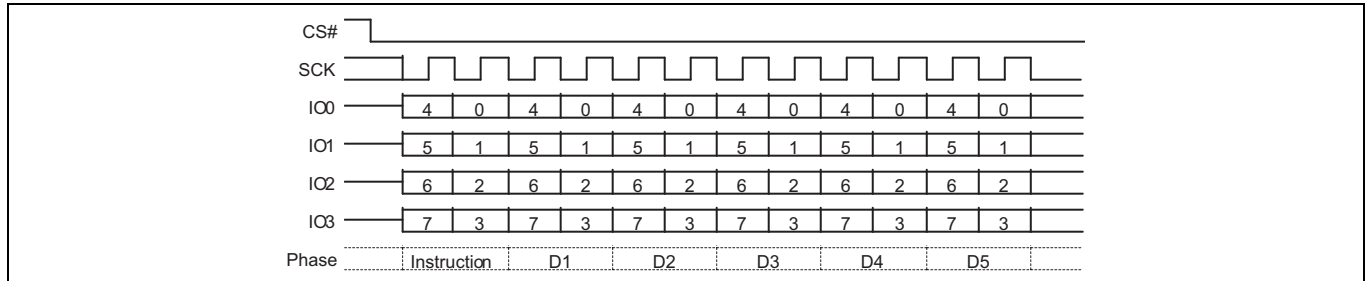 CS#
SCK
IO0 4 0 4 0 4 0 4 0 4 0 4 0
IO1 5 1 5 1 5 1 5 1 5 1 5 1
IO2 6 2 6 2 6 2 6 2 6 2 6 2
IO3 7 3 7 3 7 3 7 3 7 3 7 3
Phase Instruction D1 D2 D3 D4 D5